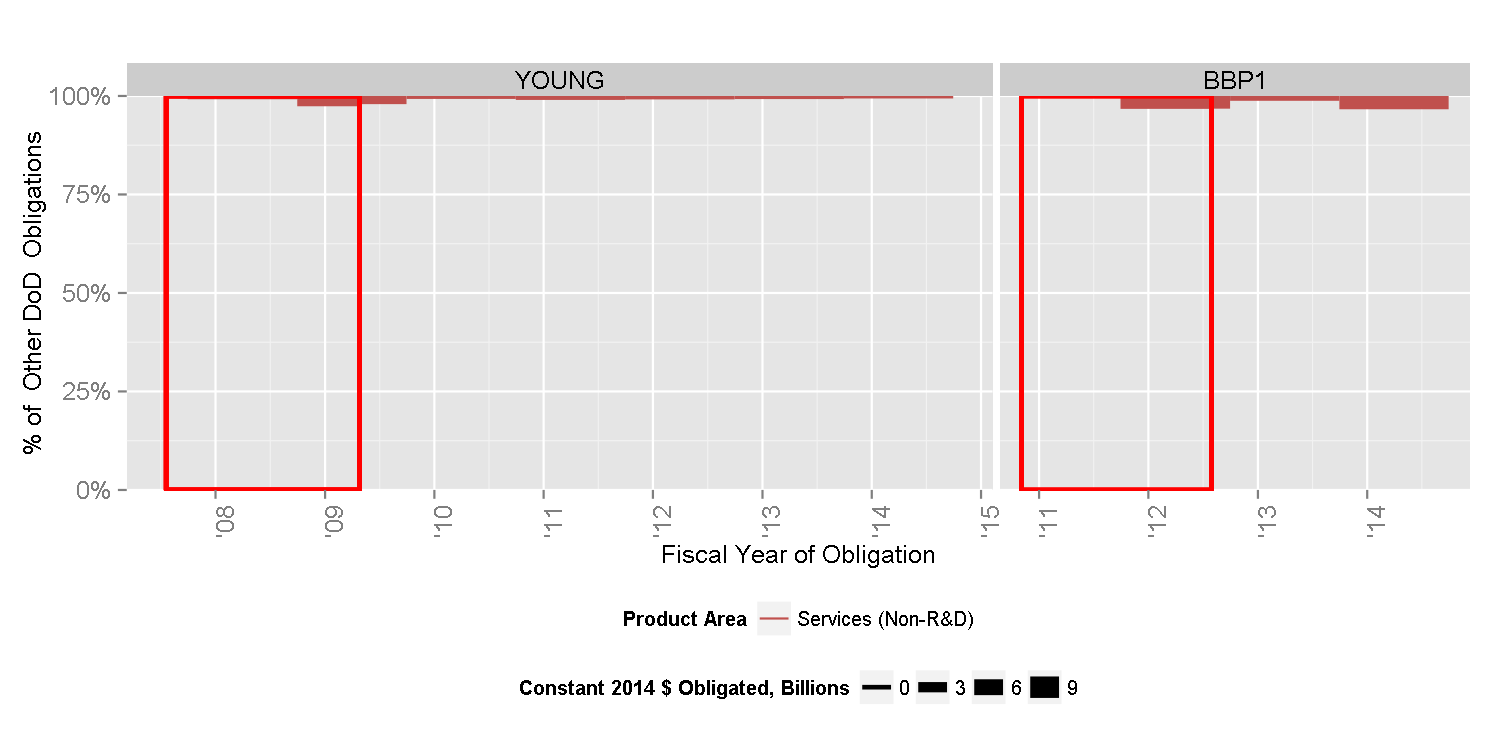 YOUNG BBP1
100%
75%
50%
25%
0%
% of Other DoD Obligations
'08 '09 '10 '11 '12 '13 '14 '15 '11 '12 '13 '14
Fiscal Year of Obligation
Product Area Services (Non-R&D)
Constant 2014 $ Obligated, Billions 0 3 6 9